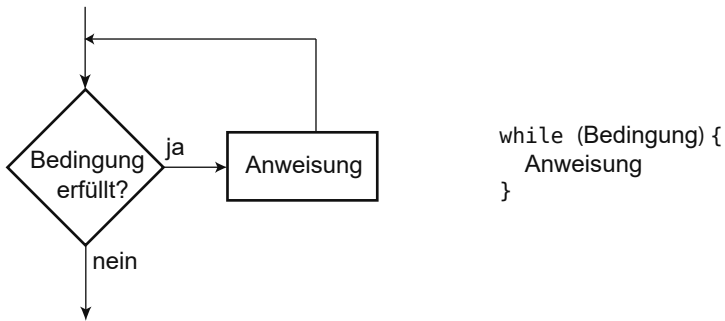 Bedingung
erfüllt?
ja
Anweisung
nein
while (Bedingung) {
Anweisung
}